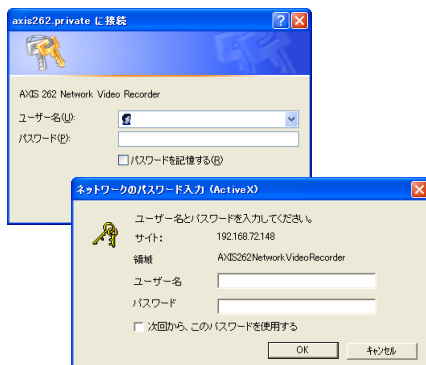 axis262.private に接続
AXIS 262 Network Video Recorder
ユーザー名(U):
パスワード(P):
パスワードを記憶する(R)
ネットワークのパスワード入力 (ActiveX)
ユーザー名とパスワードを入力してください。
サイト: 192.168.72.148
領域 AXIS262NetworkVideoRecorder
ユーザー名
パスワード
次回から、このパスワードを使用する
OK キャンセル